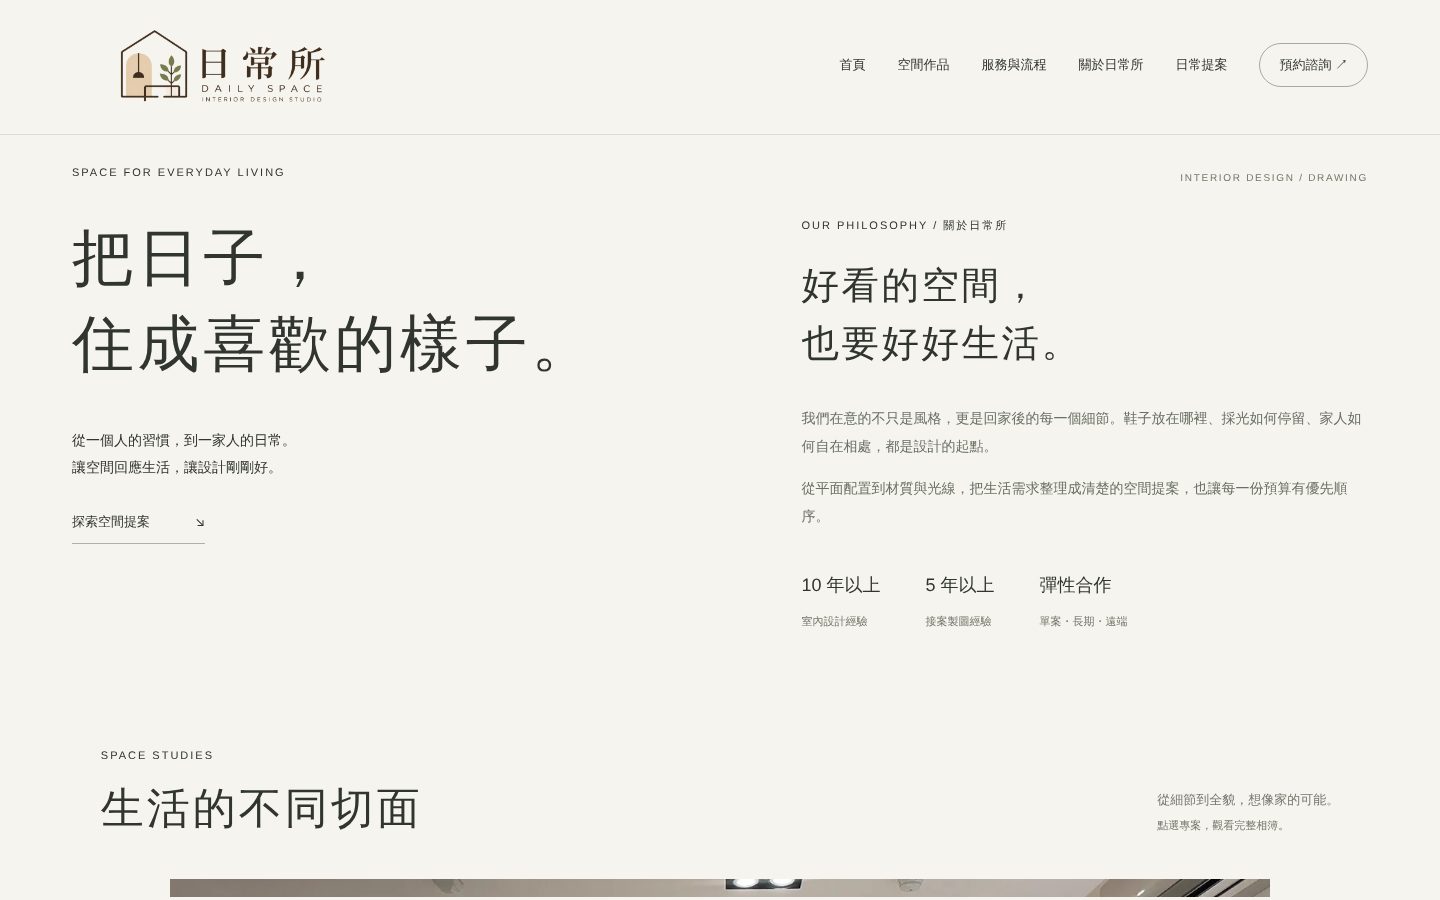 日常所
DAILY SPACE
INTERIOR DESIGN STUDIO
首頁
空間作品
服務與流程
關於日常所
日常提案
預約諮詢 ↗
SPACE FOR EVERYDAY LIVING
把日子，
住成喜歡的樣子。
從一個人的習慣，到一家人的日常。
讓空間回應生活，讓設計剛剛好。
探索空間提案 ↘
INTERIOR DESIGN / DRAWING
OUR PHILOSOPHY / 關於日常所
好看的空間，
也要好好生活。
我們在意的不只是風格，更是回家後的每一個細節。鞋子放在哪裡、採光如何停留、家人如
何自在相處，都是設計的起點。
從平面配置到材質與光線，把生活需求整理成清楚的空間提案，也讓每一份預算有優先順
序。
10 年以上
室內設計經驗
5 年以上
接案製圖經驗
彈性合作
單案・長期・遠端
SPACE STUDIES
生活的不同切面
從細節到全貌，想像家的可能。
點選專案，觀看完整相簿。